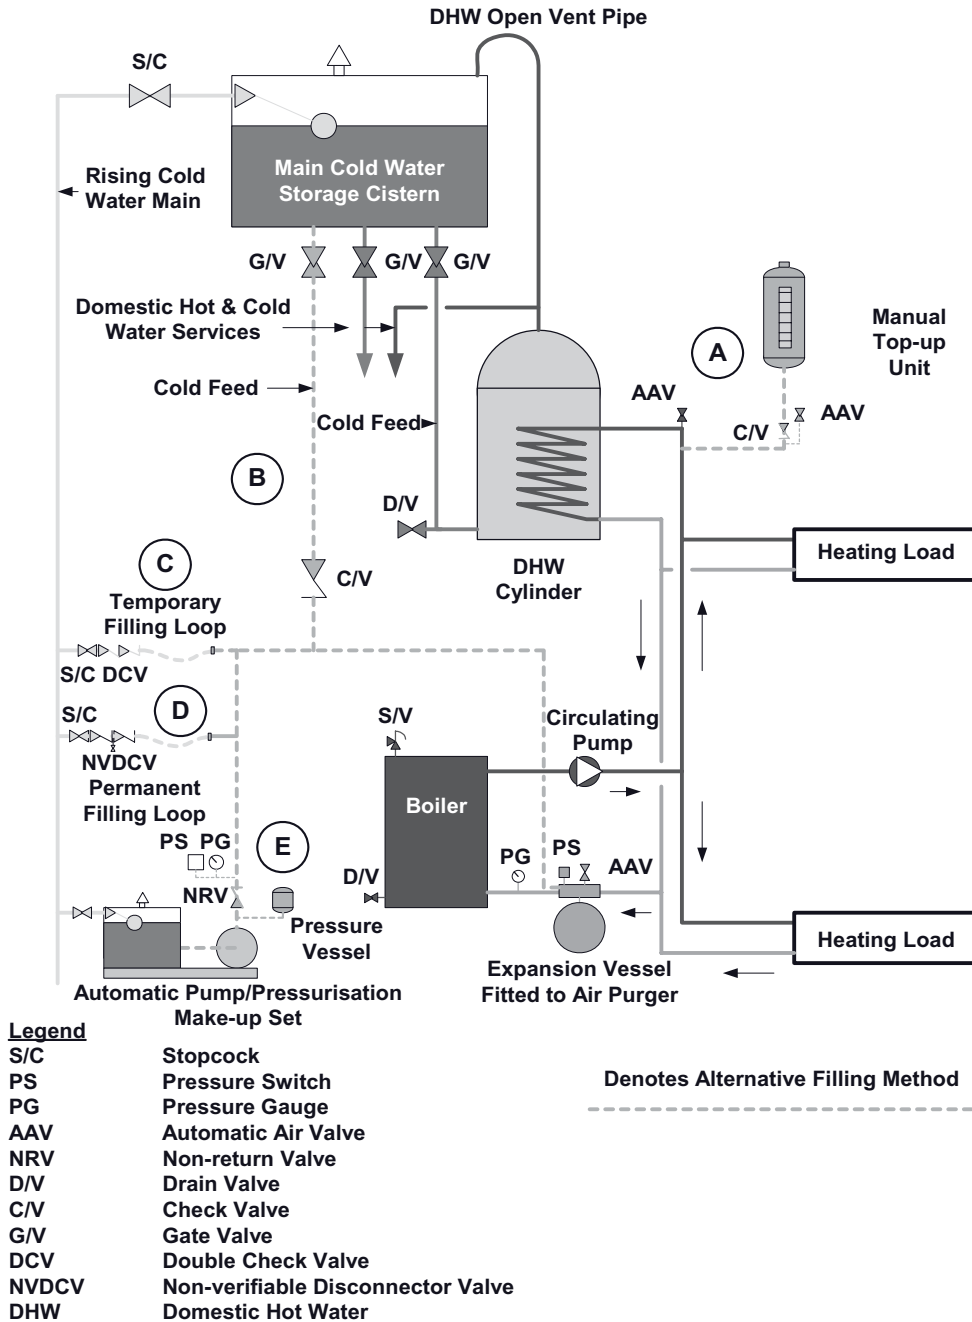 DHW Open Vent Pipe
S/C
Main Cold Water
Storage Cistern
Rising Cold
Water Main
G/V
G/V
G/V
Domestic Hot & Cold
Water Services
A
Manual
Top-up
Unit
Cold Feed
AAV
AAV
C/V
Cold Feed
B
D/V
Heating Load
C
C/V
DHW
Cylinder
Temporary
Filling Loop
S/C DCV
S/C
D
NVDCV
Permanent
Filling Loop
S/V
Circulating
Pump
Boiler
PS PG
E
PG
PS
AAV
D/V
NRV
Pressure
Vessel
Heating Load
Expansion Vessel
Fitted to Air Purger
Automatic Pump/Pressurisation
Make-up Set
Legend
S/C Stopcock
PS Pressure Switch
PG Pressure Gauge
AAV Automatic Air Valve
NRV Non-return Valve
D/V Drain Valve
C/V Check Valve
G/V Gate Valve
DCV Double Check Valve
NVDCV Non-verifiable Disconnector Valve
DHW Domestic Hot Water
Denotes Alternative Filling Method